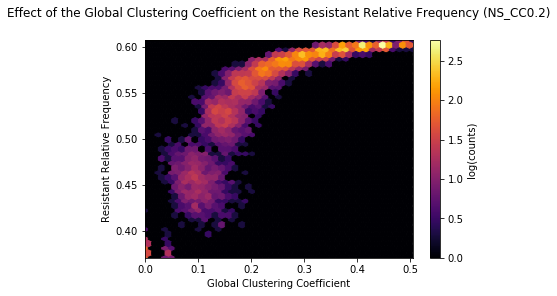 Effect of the Global Clustering Coefficient on the Resistant Relative Frequency (NS_CC0.2)
0.60
0.55
0.50
0.45
0.40
Resistant Relative Frequency
0.0 0.1 0.2 0.3 0.4 0.5
Global Clustering Coefficient
2.5
2.0
1.5
1.0
0.5
0.0
log(counts)